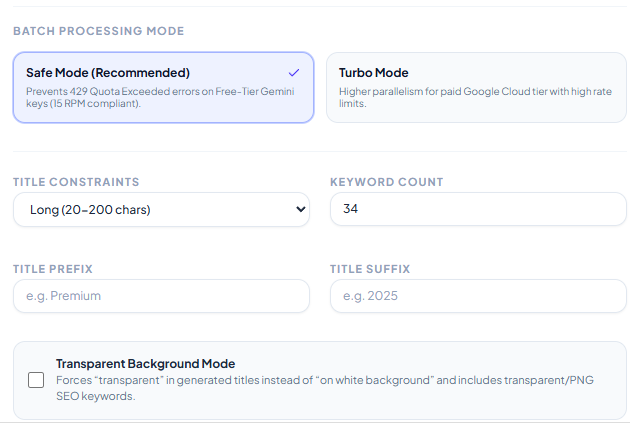 BATCH PROCESSING MODE
Safe Mode (Recommended)
Prevents 429 Quota Exceeded errors on Free-Tier Gemini
keys (15 RPM compliant).
Turbo Mode
Higher parallelism for paid Google Cloud tier with high rate
limits.
TITLE CONSTRAINTS
Long (20-200 chars)
KEYWORD COUNT
34
TITLE PREFIX
e.g. Premium
TITLE SUFFIX
e.g. 2025
Transparent Background Mode
Forces “transparent” in generated titles instead of “on white background” and includes transparent/PNG
SEO keywords.